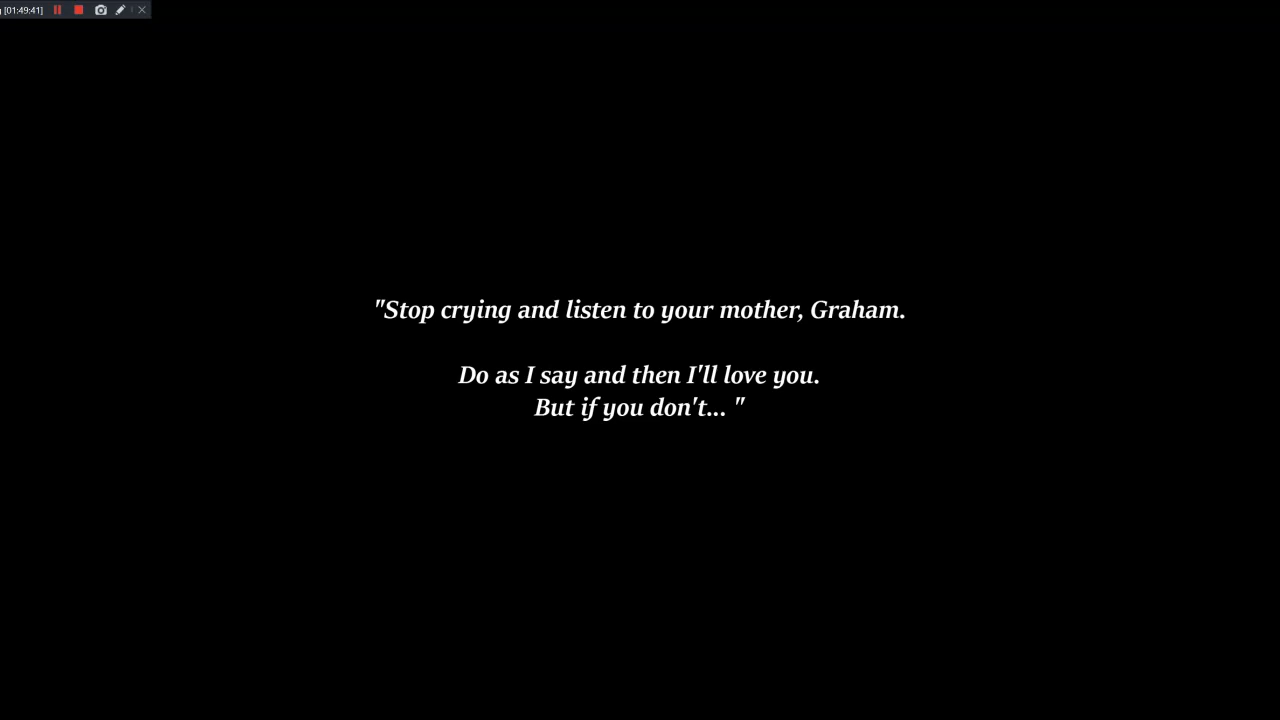 [01:49:41]
"Stop crying and listen to your mother, Graham.
Do as I say and then I'll love you.
But if you don't... "